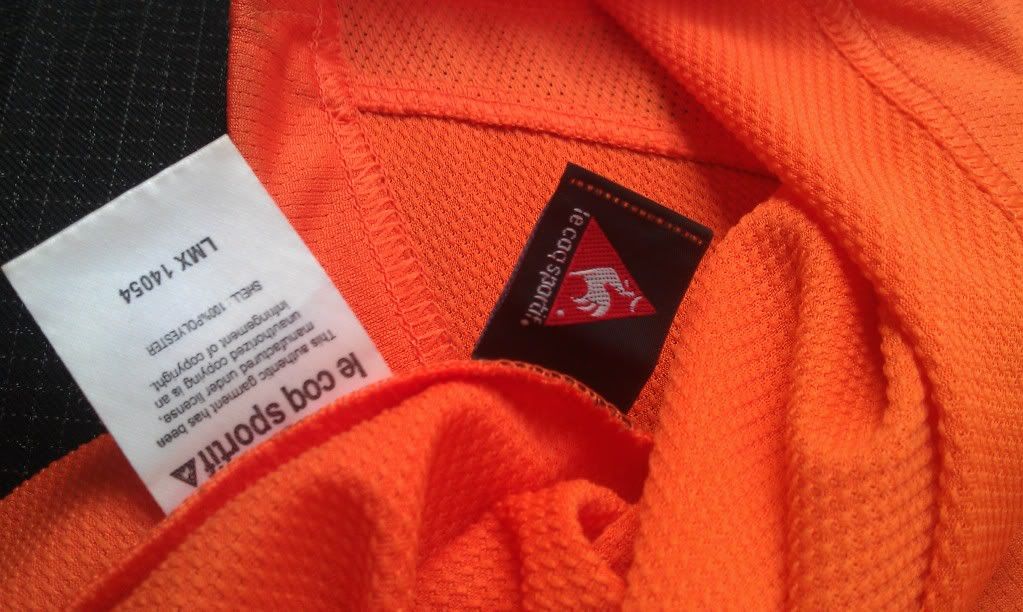 le coq sportif
This authentic garment has been
manufactured under license,
unauthorized copying is an
infringement of copyright.
SHELL: 100%POLYESTER
LMX 14054
le coq sportif